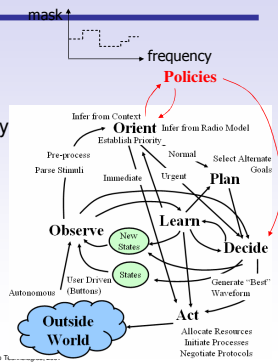 mask
frequency
Policies
y
Infer from Context
Orient
Infer from Radio Model
Establish Priority
Normal
Plan
Select Alternate
Goals
Pre-process
Parse Stimuli
Immediate
Urgent
Observe
Learn
New
States
Decide
States
User Driven
(Buttons)
Generate "Best"
Waveform
Autonomous
Act
Outside
World
Allocate Resources
Initiate Processes
Negotiate Protocols